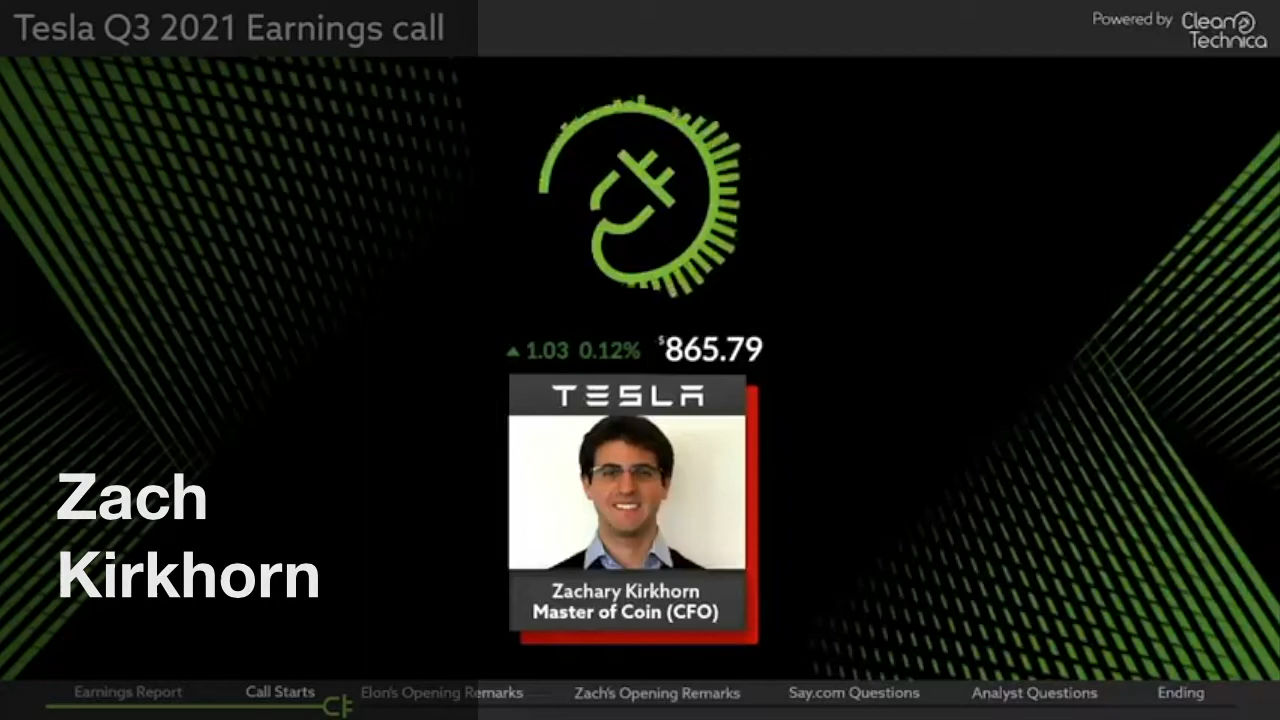 Tesla Q3 2021 Earnings call
Powered by CleanTechnica
1.03 0.12% $865.79
TESLA
Zachary Kirkhorn
Master of Coin (CFO)
Zach
Kirkhorn
Earnings Report Call Starts Elon's Opening Remarks Zach's Opening Remarks Say.com Questions Analyst Questions Ending